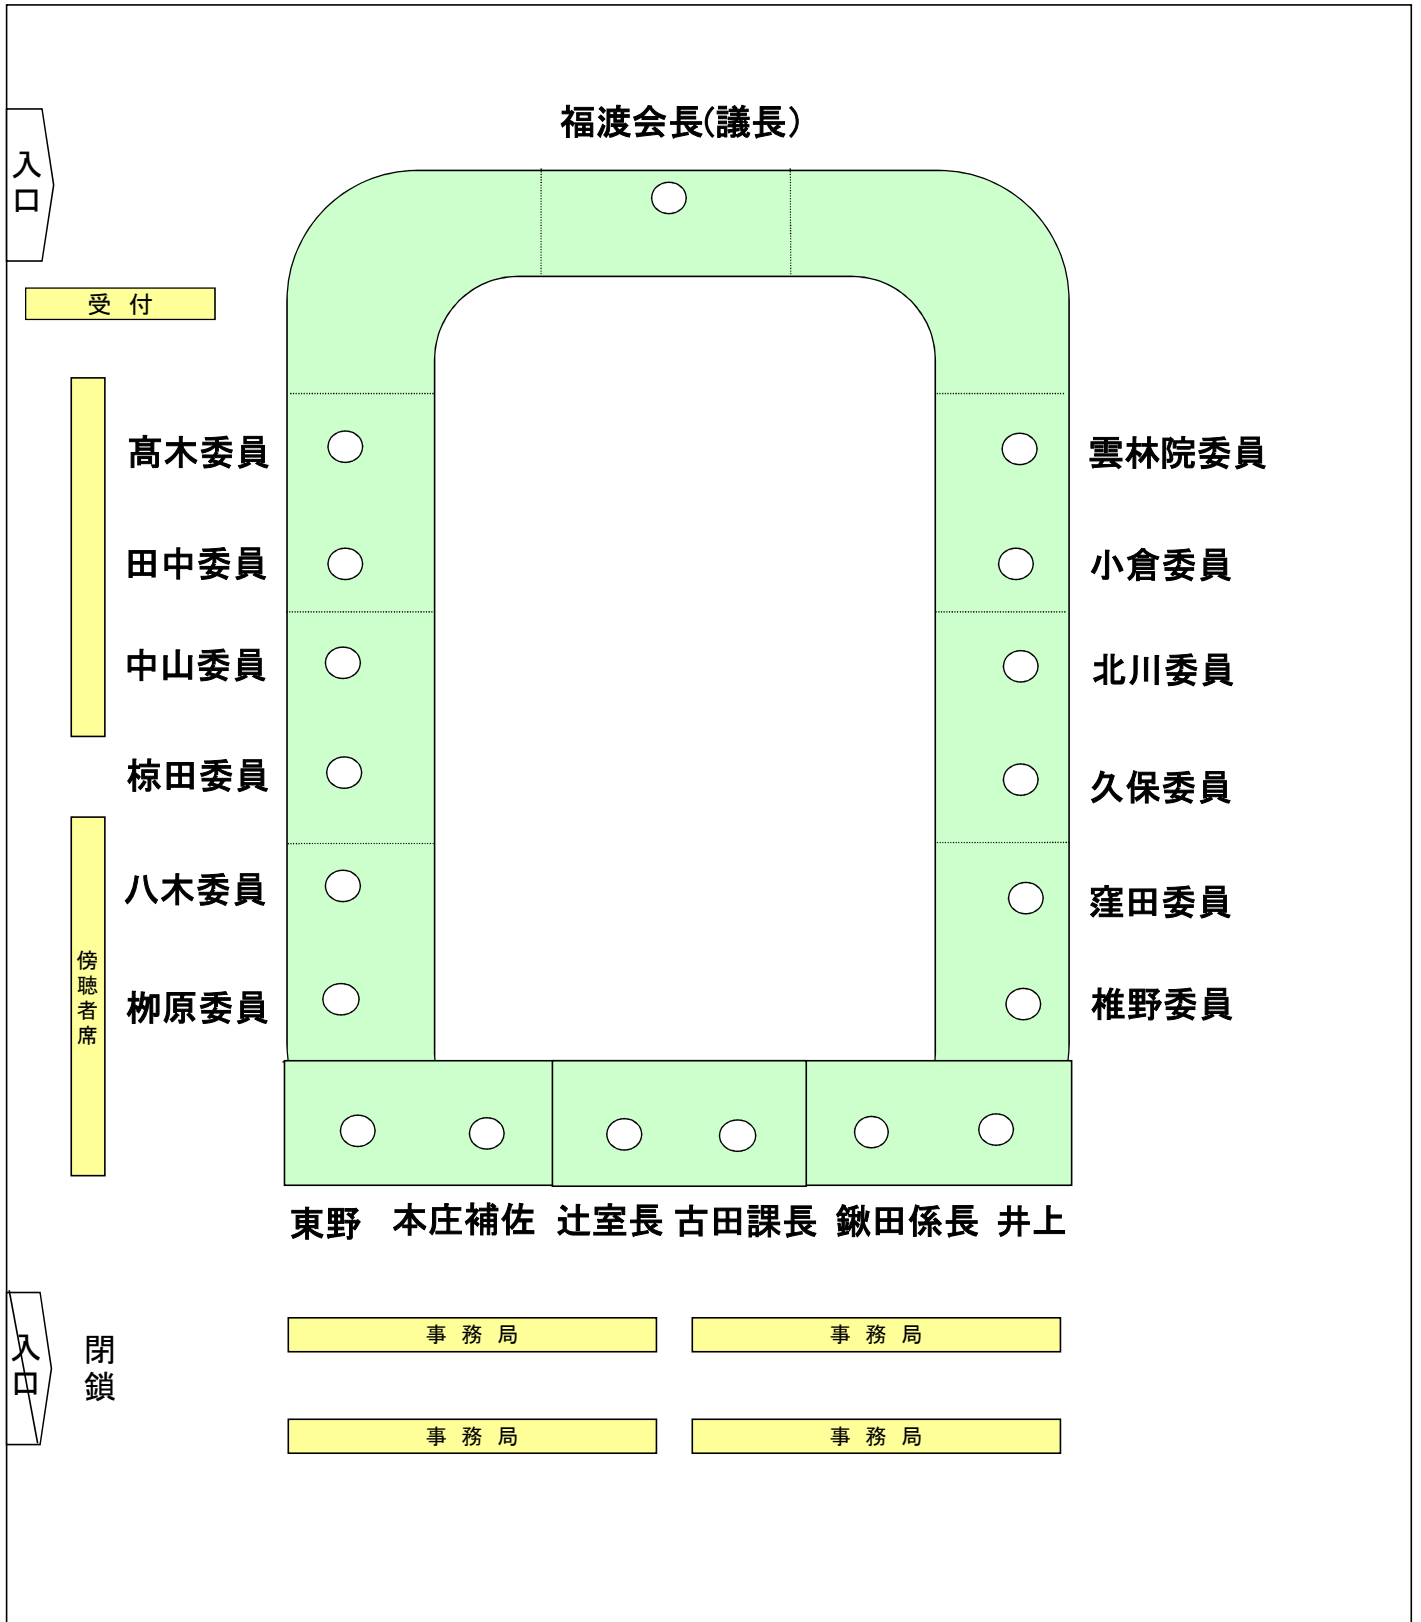 福渡会長(議長)
入口
受付
髙木委員
雲林院委員
田中委員
小倉委員
中山委員
北川委員
椋田委員
久保委員
八木委員
窪田委員
傍聴者席
栁原委員
椎野委員
東野 本庄補佐 辻室長 古田課長 鍬田係長 井上
入口
閉鎖
事務局 事務局
事務局 事務局